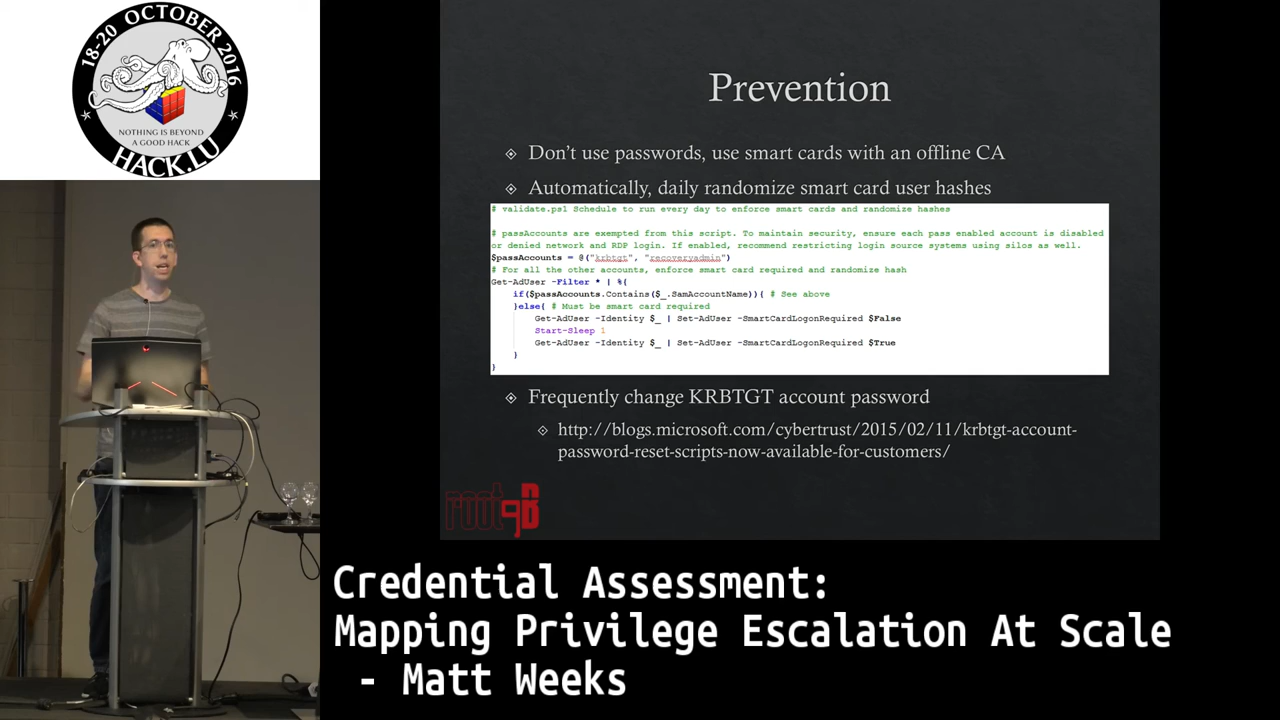 18-20 OCTOBER 2016
NOTHING IS BEYOND
A GOOD HACK
HACK.LU
Prevention
Don't use passwords, use smart cards with an offline CA
Automatically, daily randomize smart card user hashes
# validate.ps1 Schedule to run every day to enforce smart cards and randomize hashes
# passAccounts are exempted from this script. To maintain security, ensure each pass enabled account is disabled
or denied network and RDP login. If enabled, recommend restricting login source systems using silos as well.
$passAccounts = @("krbtgt", "recoveryadmin")
# For all the other accounts, enforce smart card required and randomize hash
Get-AdUser -Filter * | %{
if($passAccounts.Contains($_.SamAccountName)){ # See above
}else{ # Must be smart card required
Get-AdUser -Identity $_ | Set-AdUser -SmartCardLogonRequired $False
Start-Sleep 1
Get-AdUser -Identity $_ | Set-AdUser -SmartCardLogonRequired $True
}
}
Frequently change KRBTGT account password
http://blogs.microsoft.com/cybertrust/2015/02/11/krbtgt-account-
password-reset-scripts-now-available-for-customers/
root9B
Credential Assessment:
Mapping Privilege Escalation At Scale
- Matt Weeks